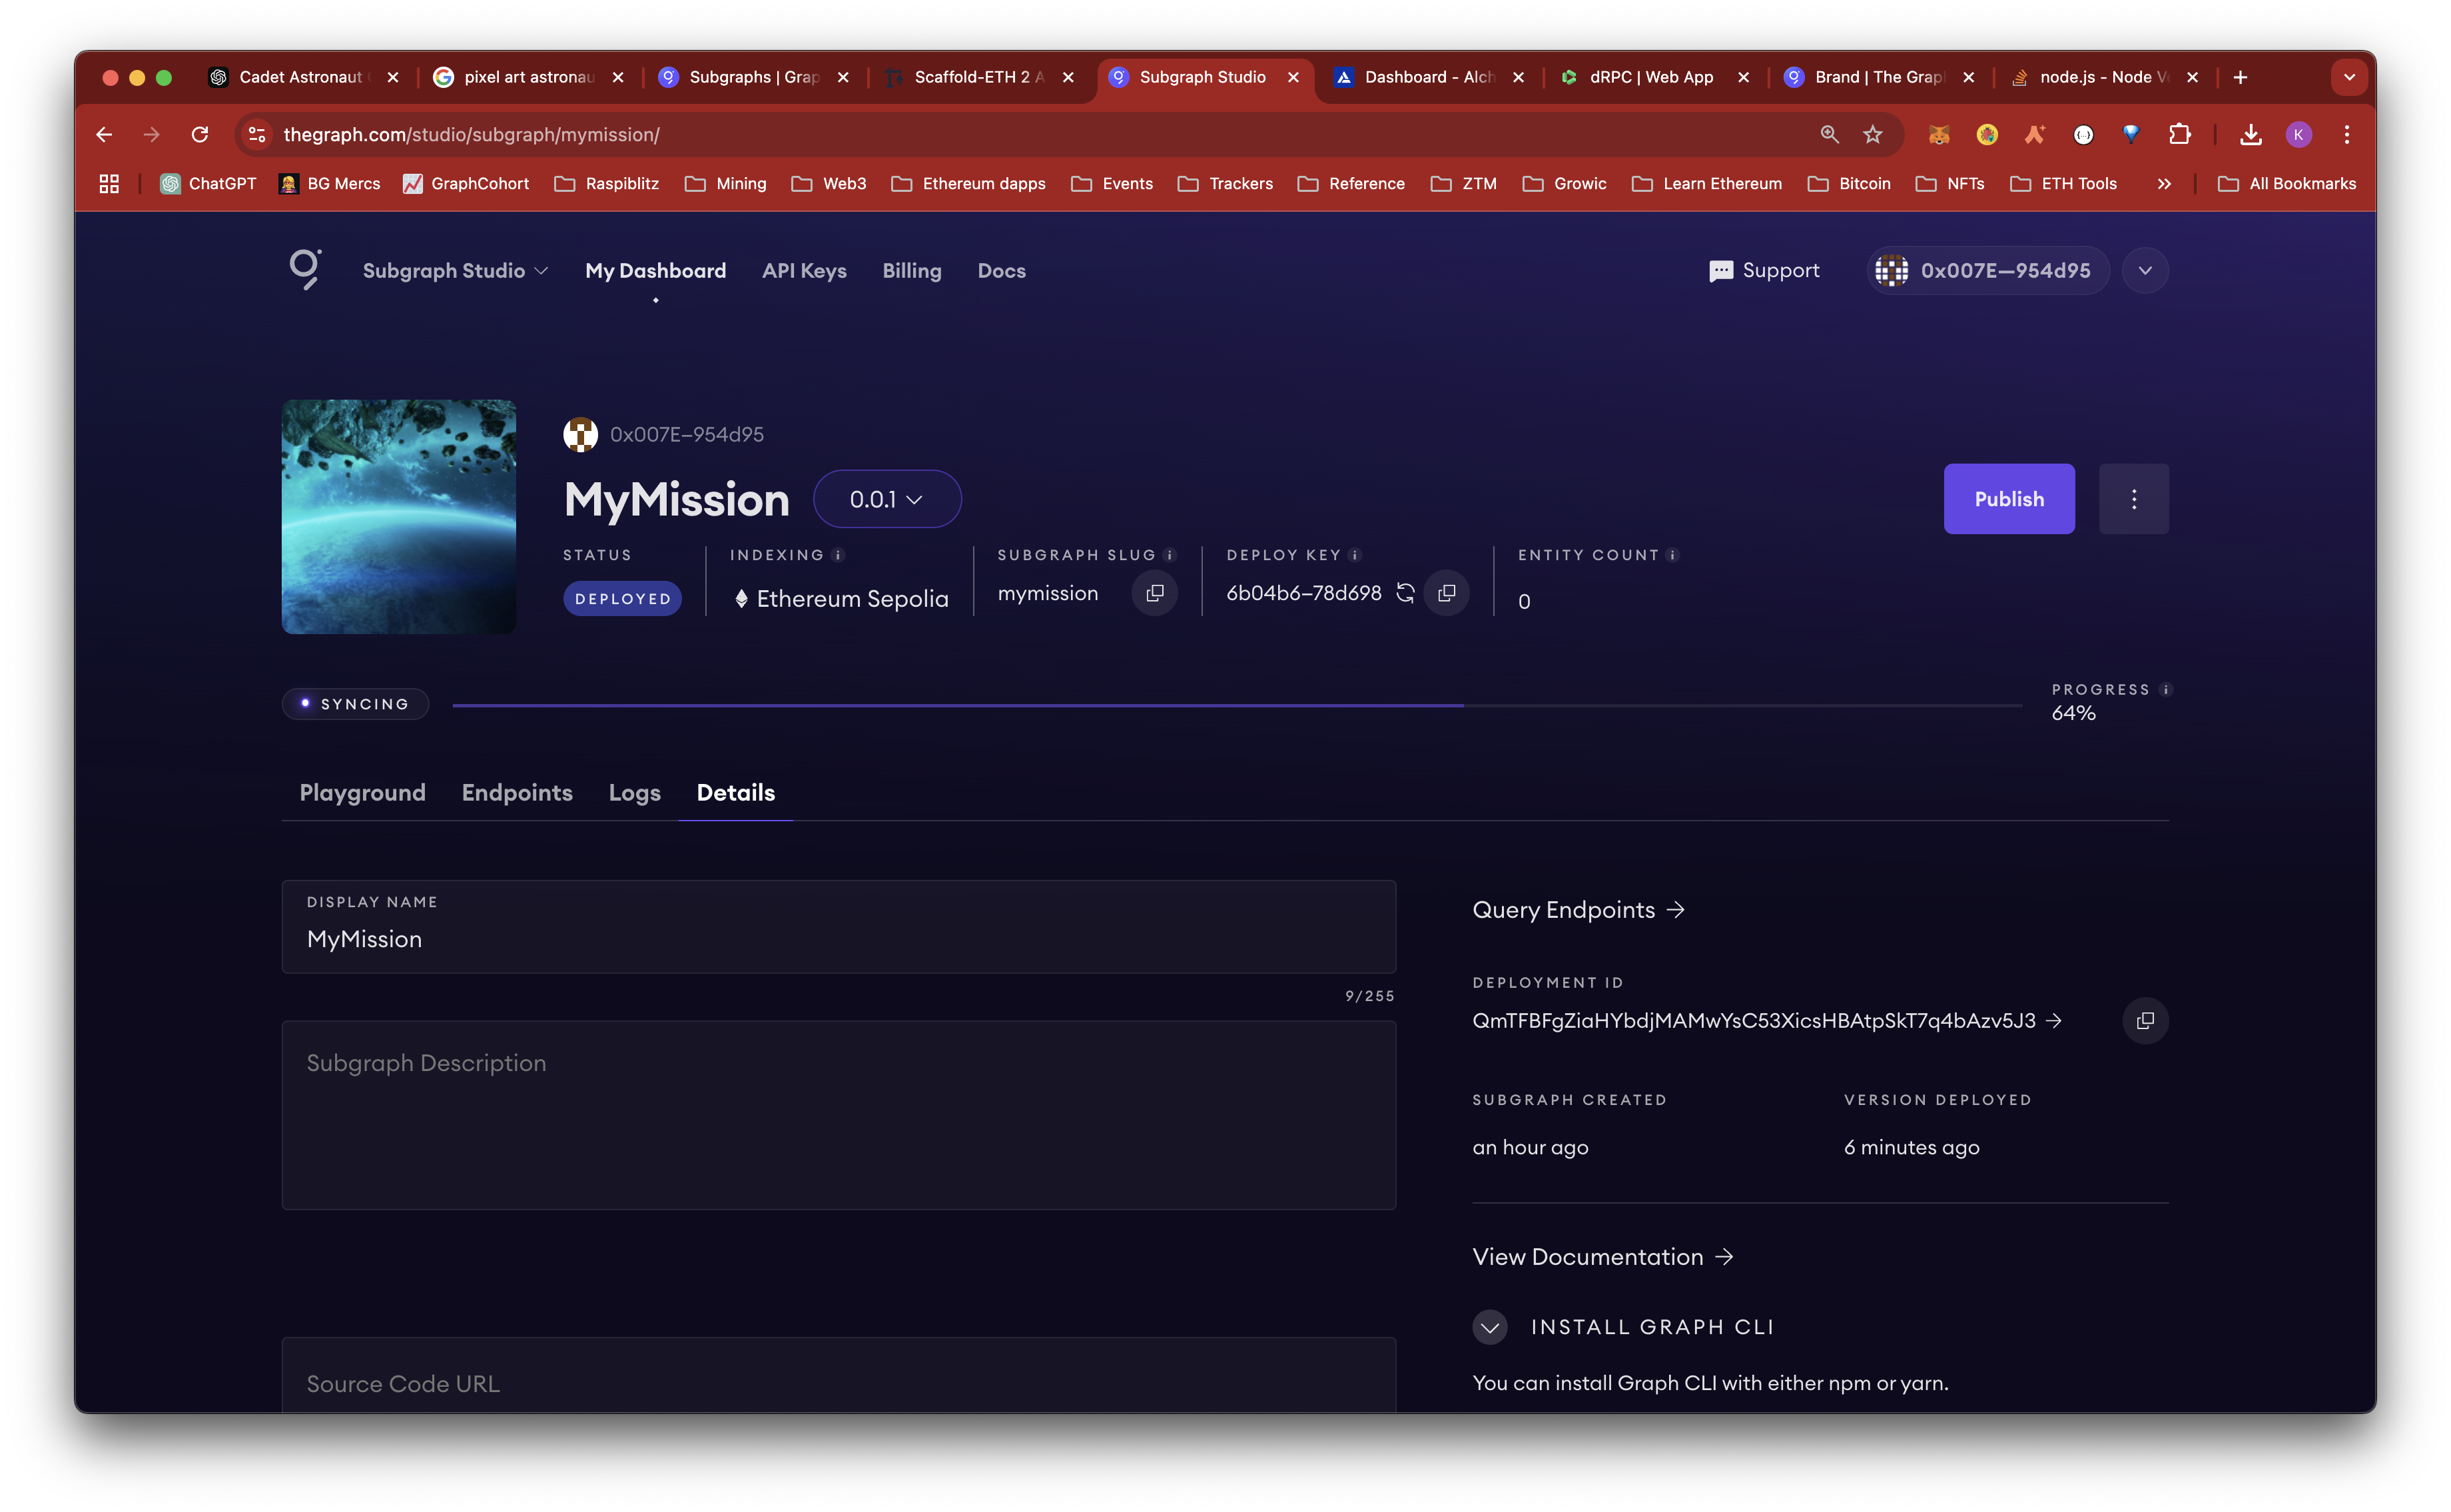 Cadet Astronaut
pixel art astronau
Subgraphs | Grap
Scaffold-ETH 2 A
Subgraph Studio
Dashboard - Alch
dRPC | Web App
Brand | The Grap
node.js - Node Ve
thegraph.com/studio/subgraph/mymission/
K
ChatGPT
BG Mercs
GraphCohort
Raspiblitz
Mining
Web3
Ethereum dapps
Events
Trackers
Reference
ZTM
Growic
Learn Ethereum
Bitcoin
NFTs
ETH Tools
All Bookmarks
Subgraph Studio
My Dashboard
API Keys
Billing
Docs
Support
0x007E—954d95
0x007E—954d95
MyMission
0.0.1
Publish
STATUS
DEPLOYED
INDEXING
Ethereum Sepolia
SUBGRAPH SLUG
mymission
DEPLOY KEY
6b04b6—78d698
ENTITY COUNT
0
SYNCING
PROGRESS
64%
Playground
Endpoints
Logs
Details
DISPLAY NAME
MyMission
9/255
Subgraph Description
Source Code URL
Query Endpoints →
DEPLOYMENT ID
QmTFBFgZiaHYbdjMAMwYsC53XicsHBAtpSkT7q4bAzv5J3 →
SUBGRAPH CREATED
an hour ago
VERSION DEPLOYED
6 minutes ago
View Documentation →
INSTALL GRAPH CLI
You can install Graph CLI with either npm or yarn.